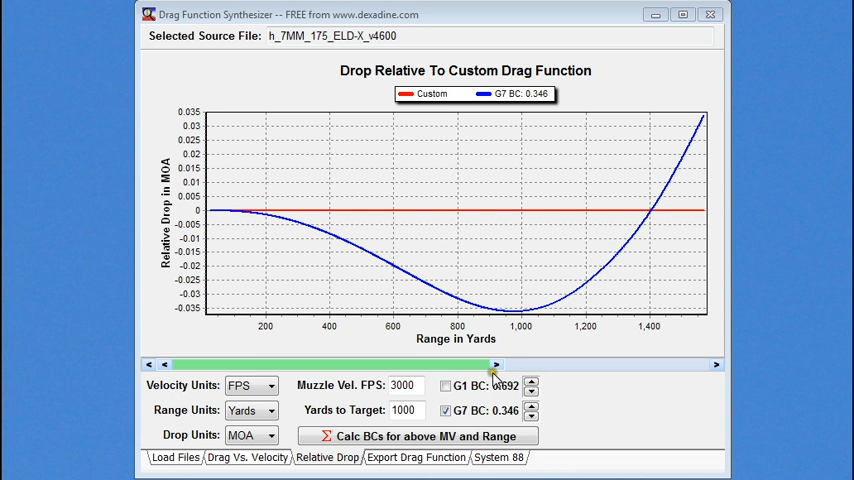 Drag Function Synthesizer -- FREE from www.dexadine.com
Selected Source File: h_7MM_175_ELD-X_v4600
Drop Relative To Custom Drag Function
Custom G7 BC: 0.346
0.035
0.03
0.025
0.02
0.015
0.01
0.005
0
-0.005
-0.01
-0.015
-0.02
-0.025
-0.03
-0.035
Relative Drop in MOA
200 400 600 800 1,000 1,200 1,400
Range in Yards
Velocity Units: FPS Muzzle Vel. FPS: 3000 G1 BC: 0.692
Range Units: Yards Yards to Target: 1000 G7 BC: 0.346
Drop Units: MOA Σ Calc BCs for above MV and Range
Load Files Drag Vs. Velocity Relative Drop Export Drag Function System 88